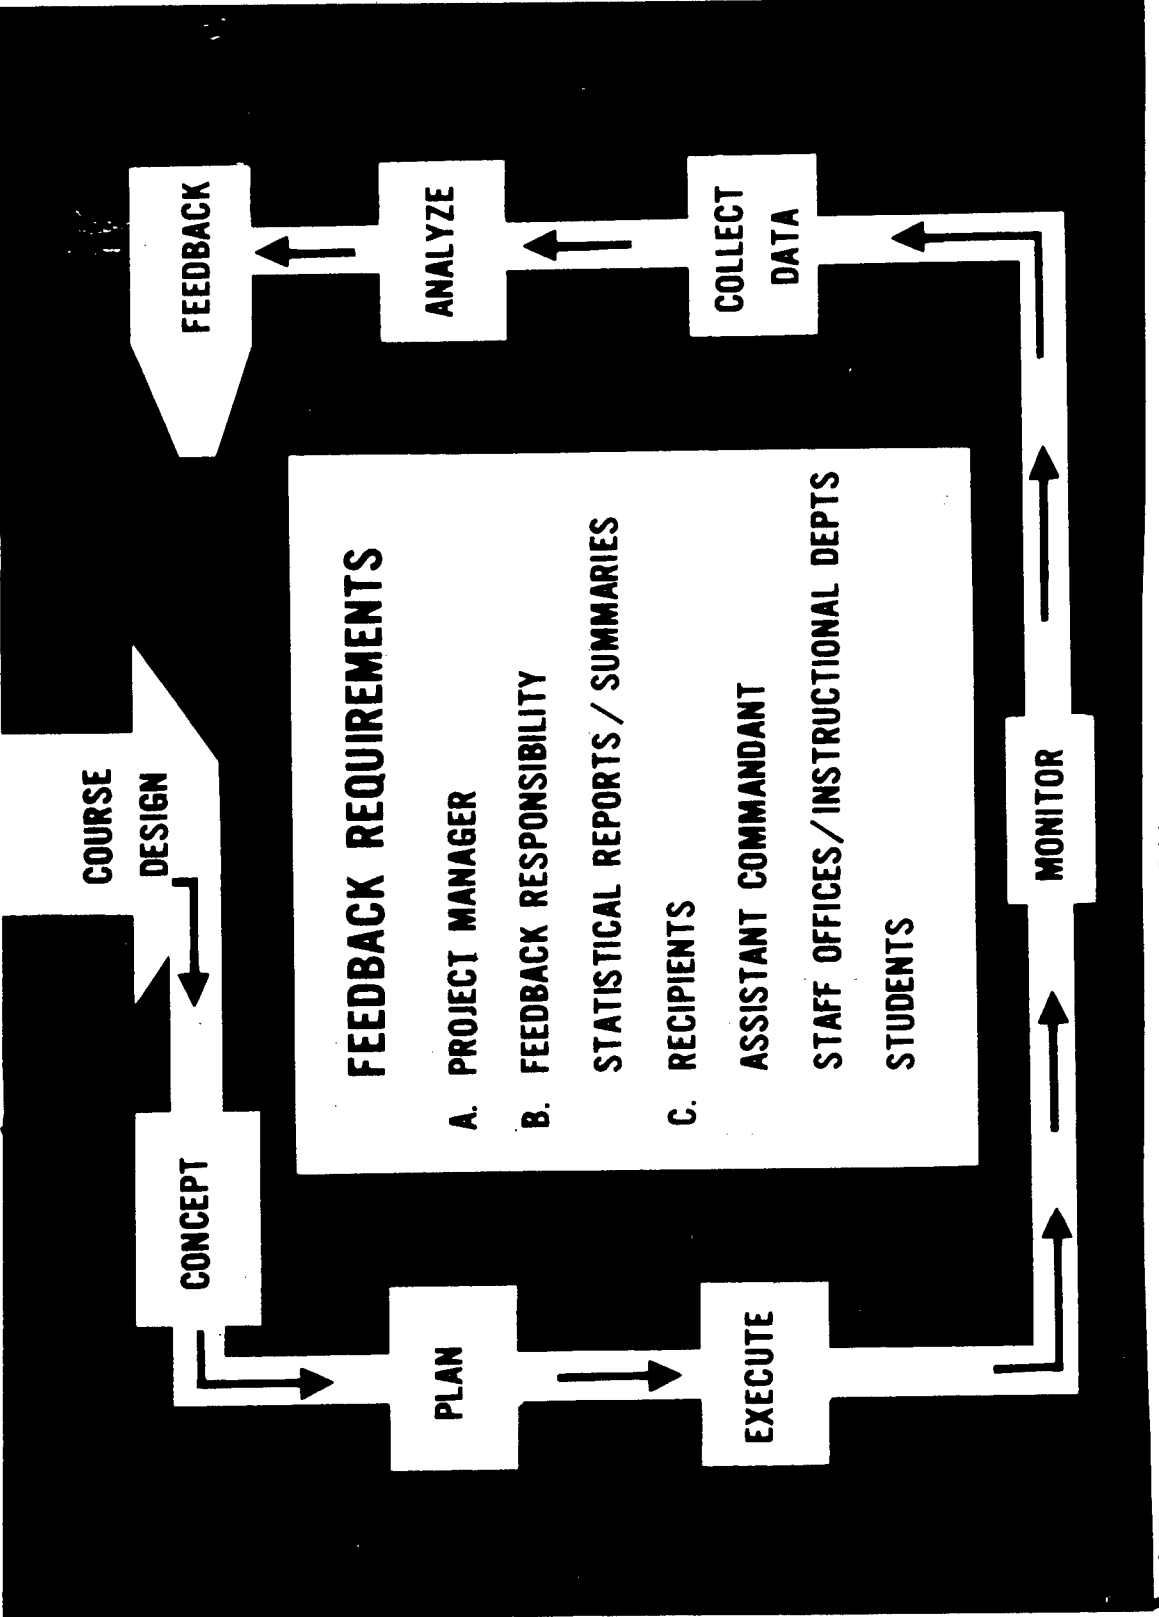 COURSE
DESIGN
CONCEPT
PLAN
EXECUTE
MONITOR
COLLECT
DATA
ANALYZE
FEEDBACK
FEEDBACK REQUIREMENTS
A. PROJECT MANAGER
B. FEEDBACK RESPONSIBILITY
STATISTICAL REPORTS / SUMMARIES
C. RECIPIENTS
ASSISTANT COMMANDANT
STAFF OFFICES/INSTRUCTIONAL DEPTS
STUDENTS